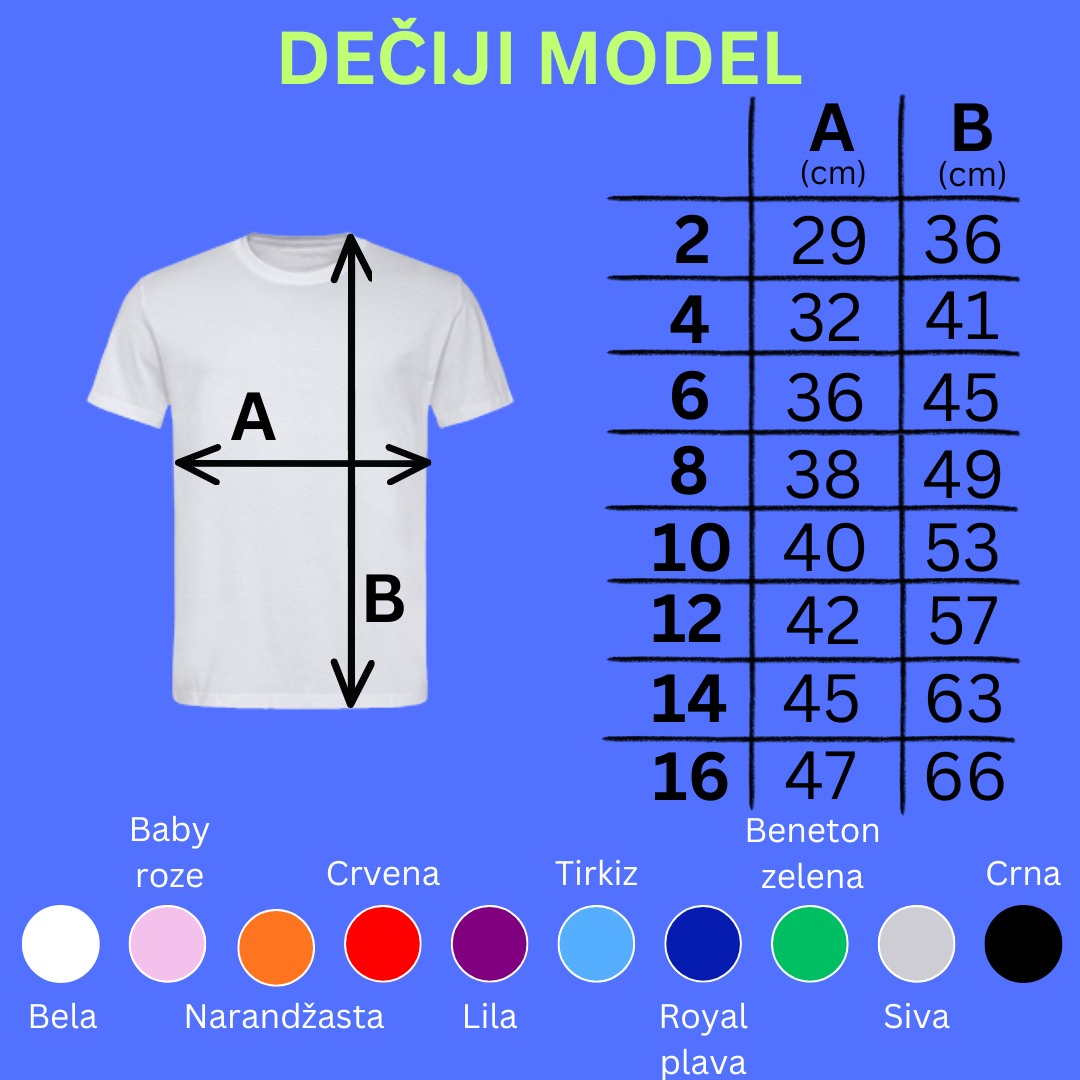 DEČIJI MODEL
A B
(cm) (cm)
2 29 36
4 32 41
6 36 45
8 38 49
10 40 53
12 42 57
14 45 63
16 47 66
A
B
Baby
roze
Crvena
Tirkiz
Beneton
zelena
Crna
Bela
Narandžasta
Lila
Royal
plava
Siva